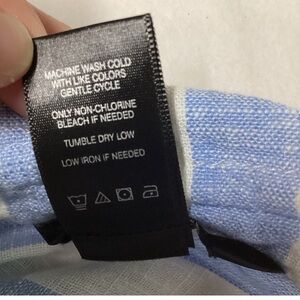 MACHINE WASH COLD
WITH LIKE COLORS
GENTLE CYCLE
ONLY NON-CHLORINE
BLEACH IF NEEDED
TUMBLE DRY LOW
LOW IRON IF NEEDED